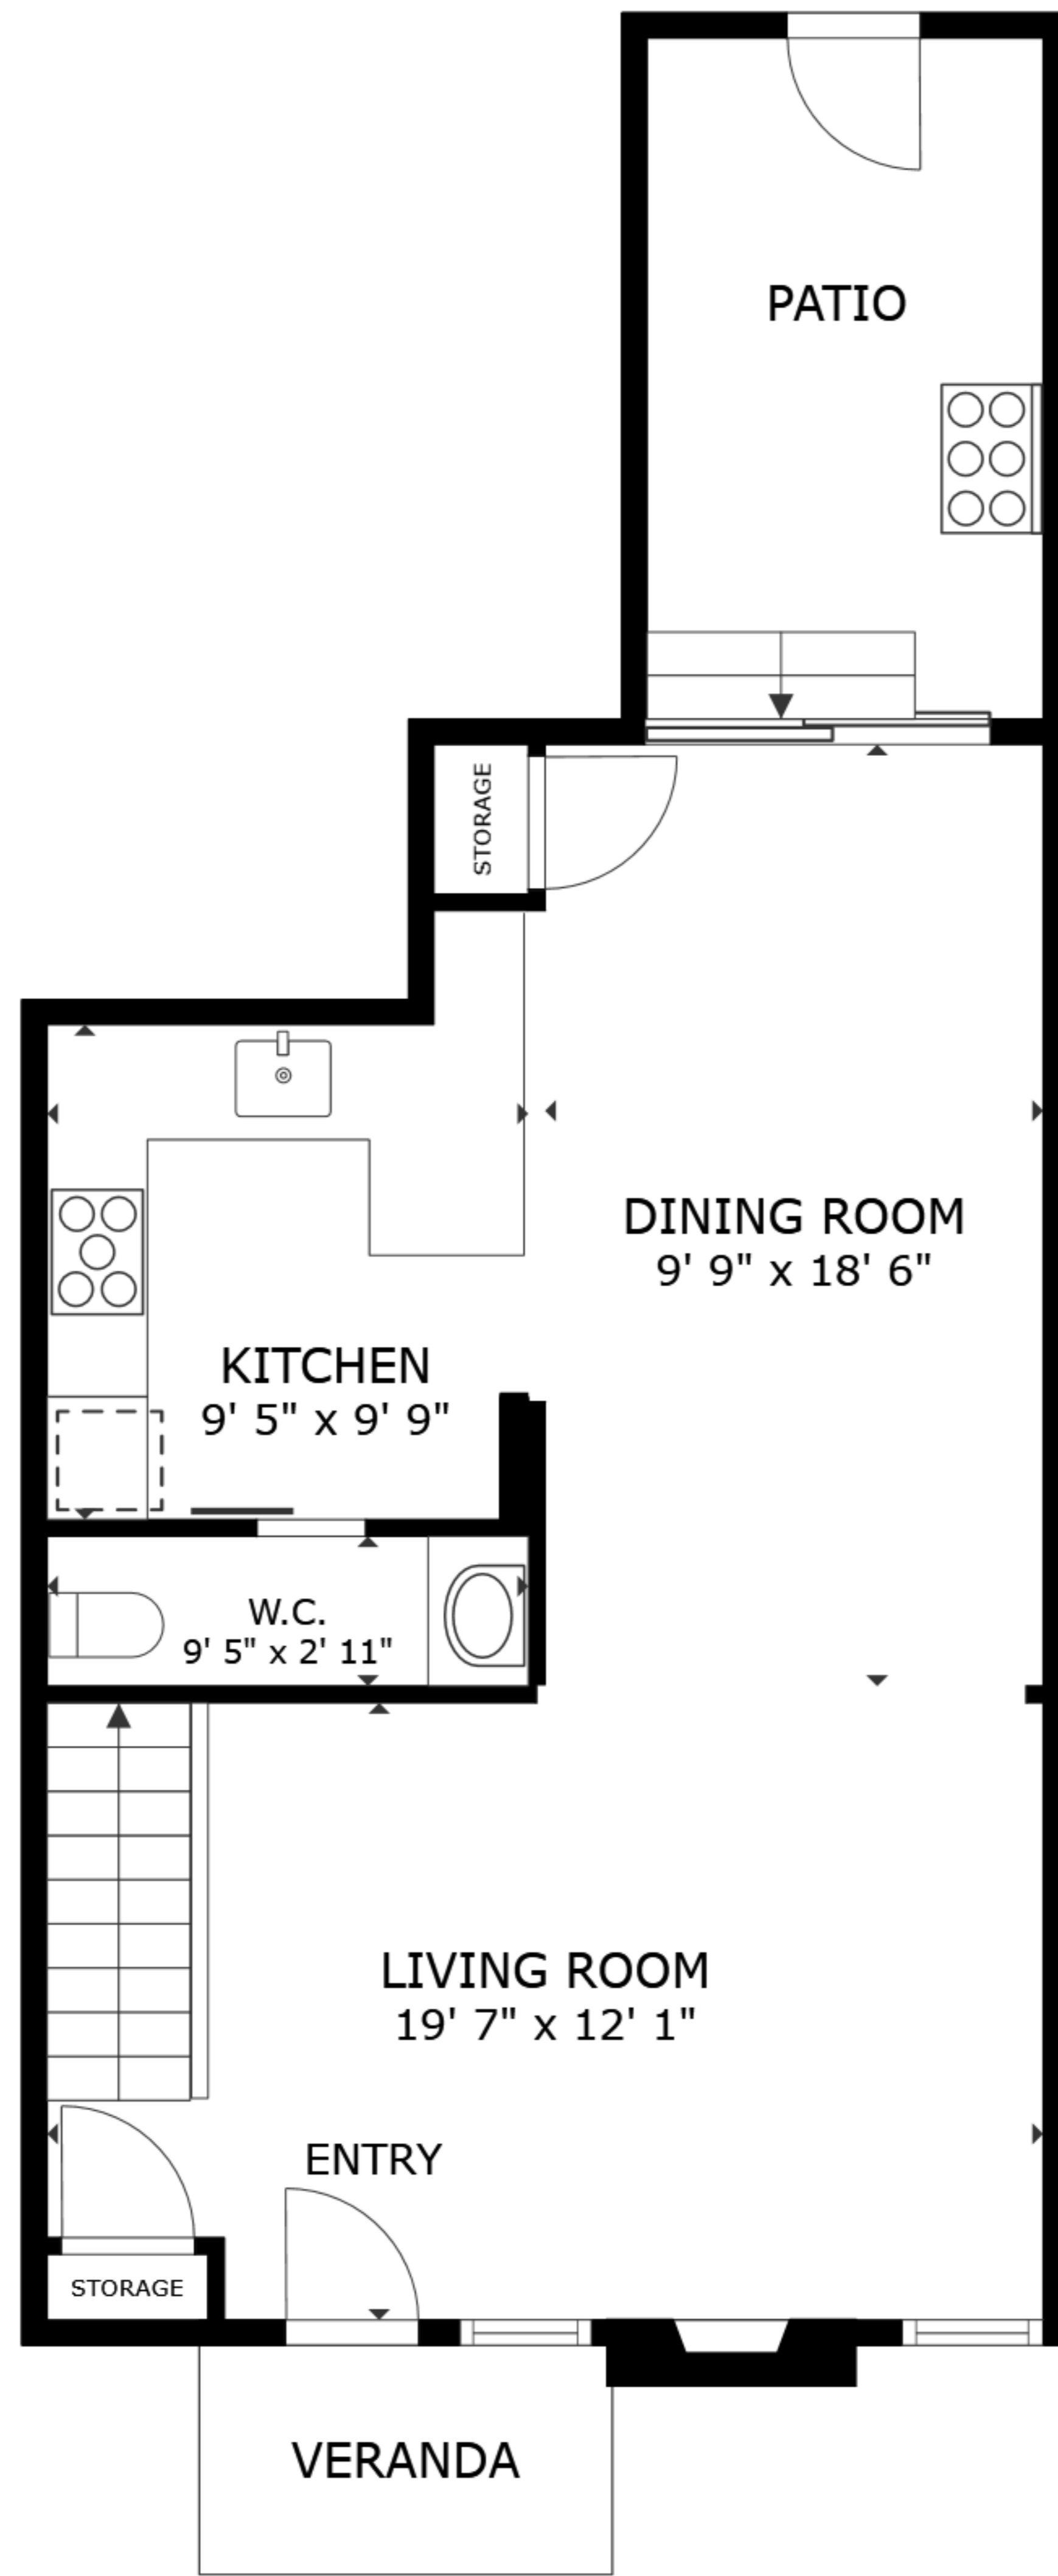 PATIO
STORAGE
DINING ROOM
9' 9" x 18' 6"
KITCHEN
9' 5" x 9' 9"
W.C.
9' 5" x 2' 11"
LIVING ROOM
19' 7" x 12' 1"
ENTRY
STORAGE
VERANDA